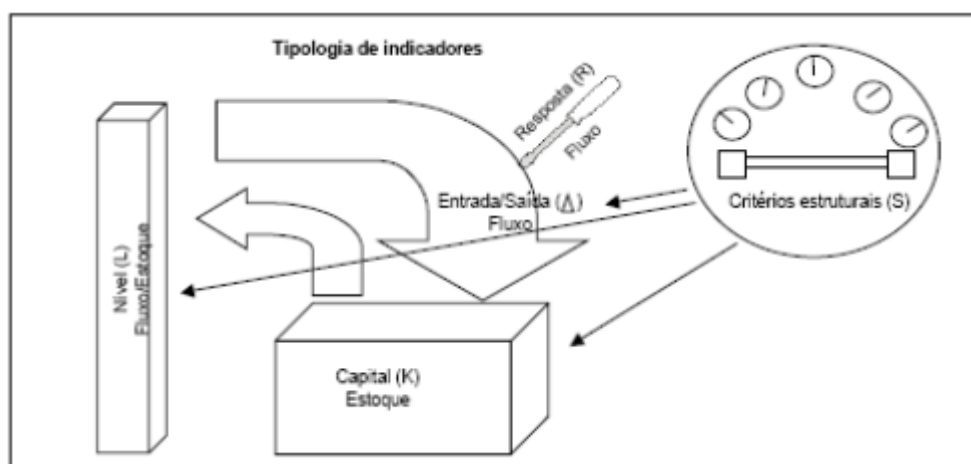 Tipologia de indicadores
Resposta (R)
Fluxo
Entrada/Saída (Δ)
Fluxo
Critérios estruturais (S)
Nível (L)
Fluxo/Estoque
Capital (K)
Estoque